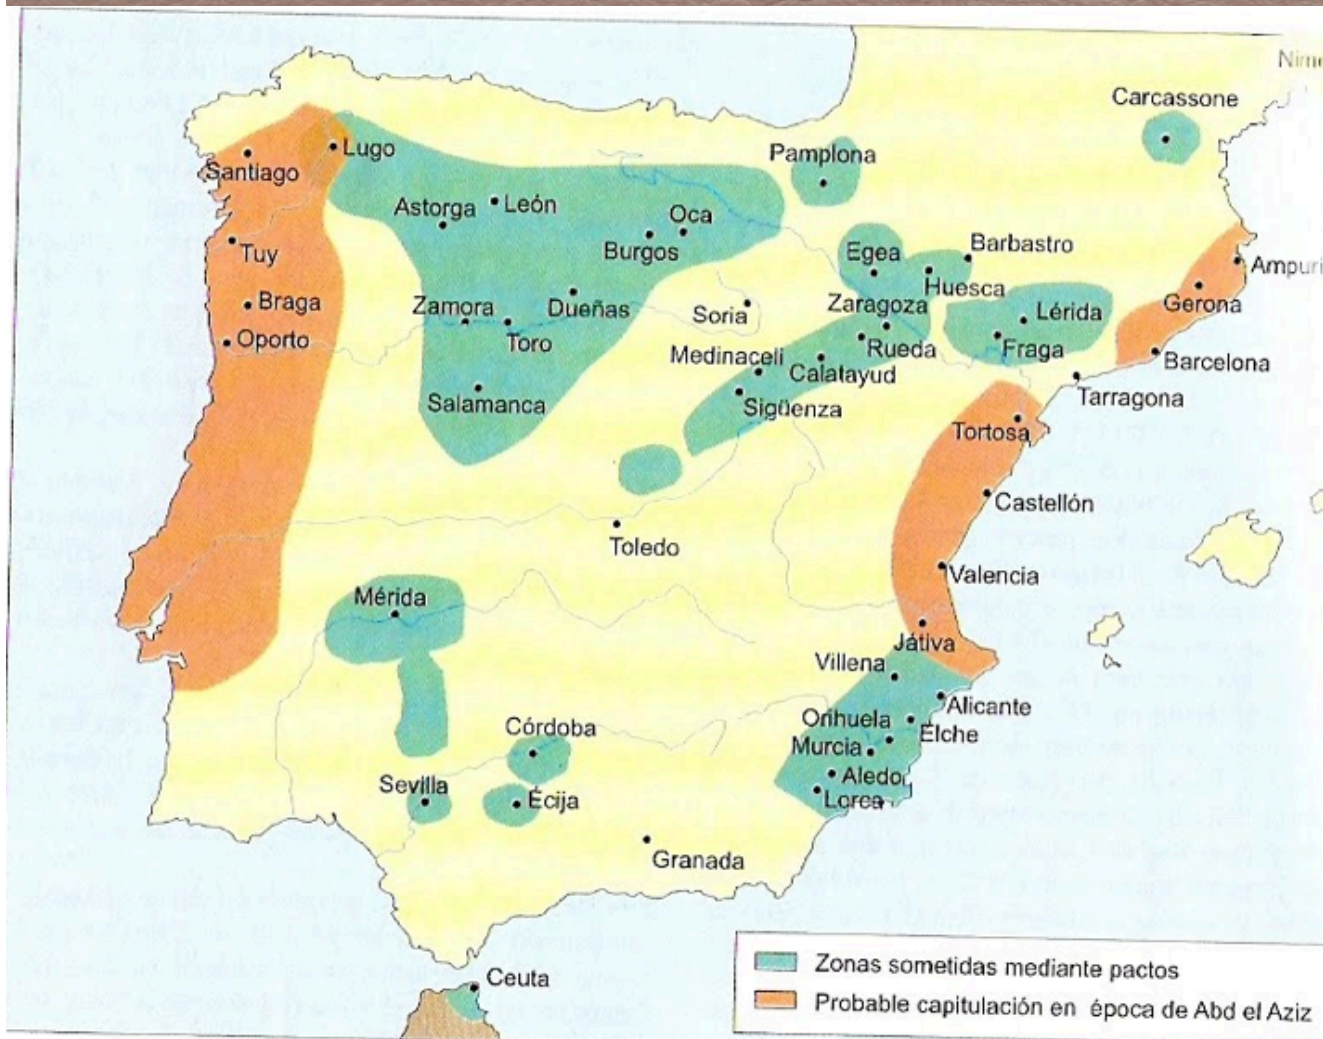 Carcassone
Pamplona
Lugo
Santiago
León
Astorga
Oca
Burgos
Tuy
Egea
Barbastro
Huesca
Ampuri
Gerona
Braga
Zamora
Dueñas
Soria
Zaragoza
Lérida
Oporto
Toro
Medinaceli
Rueda
Fraga
Barcelona
Calatayud
Salamanca
Sigüenza
Tarragona
Tortosa
Castellón
Toledo
Valencia
Mérida
Játiva
Villena
Alicante
Orihuela
Elche
Córdoba
Murcia
Sevilla
Écija
Aledo
Lorca
Granada
Ceuta
Zonas sometidas mediante pactos
Probable capitulación en época de Abd el Aziz